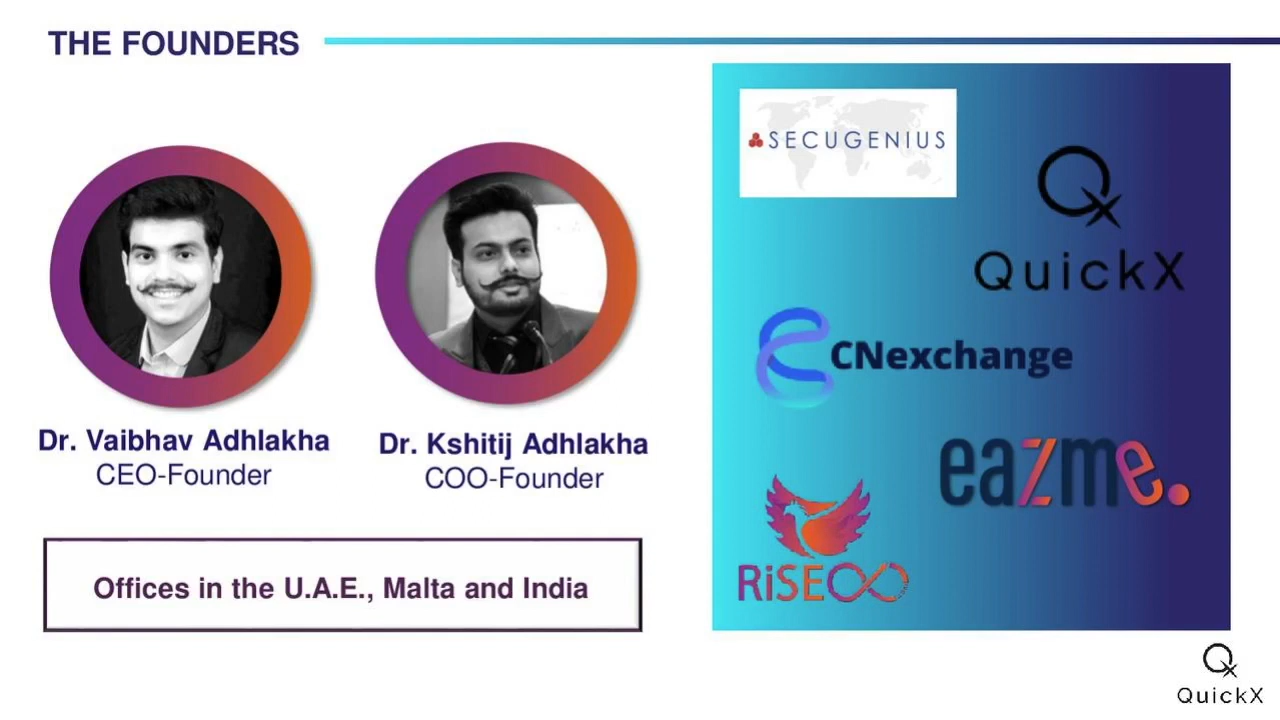 THE FOUNDERS
Dr. Vaibhav Adhlakha
CEO-Founder
Dr. Kshitij Adhlakha
COO-Founder
Offices in the U.A.E., Malta and India
SECUGENIUS
QuickX
CNexchange
eazme.
RiSE
QuickX